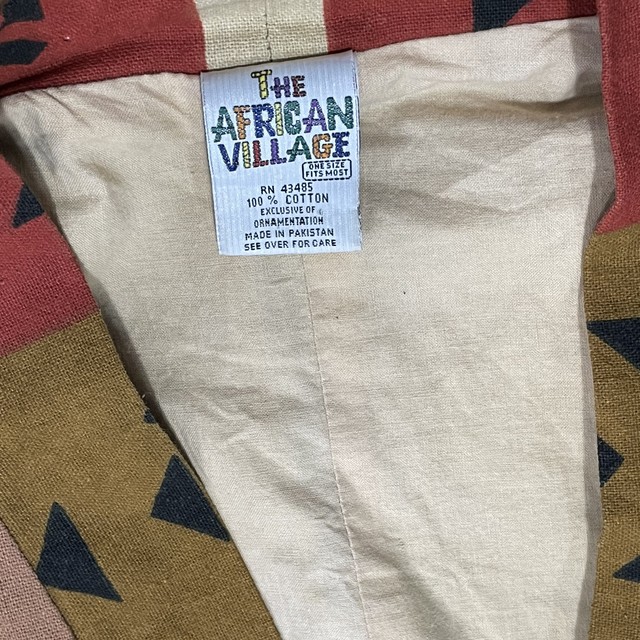 THE
AFRICAN
VILLAGE
ONE SIZE
FITS MOST
RN 43485
100 % COTTON
EXCLUSIVE OF
ORNAMENTATION
MADE IN PAKISTAN
SEE OVER FOR CARE